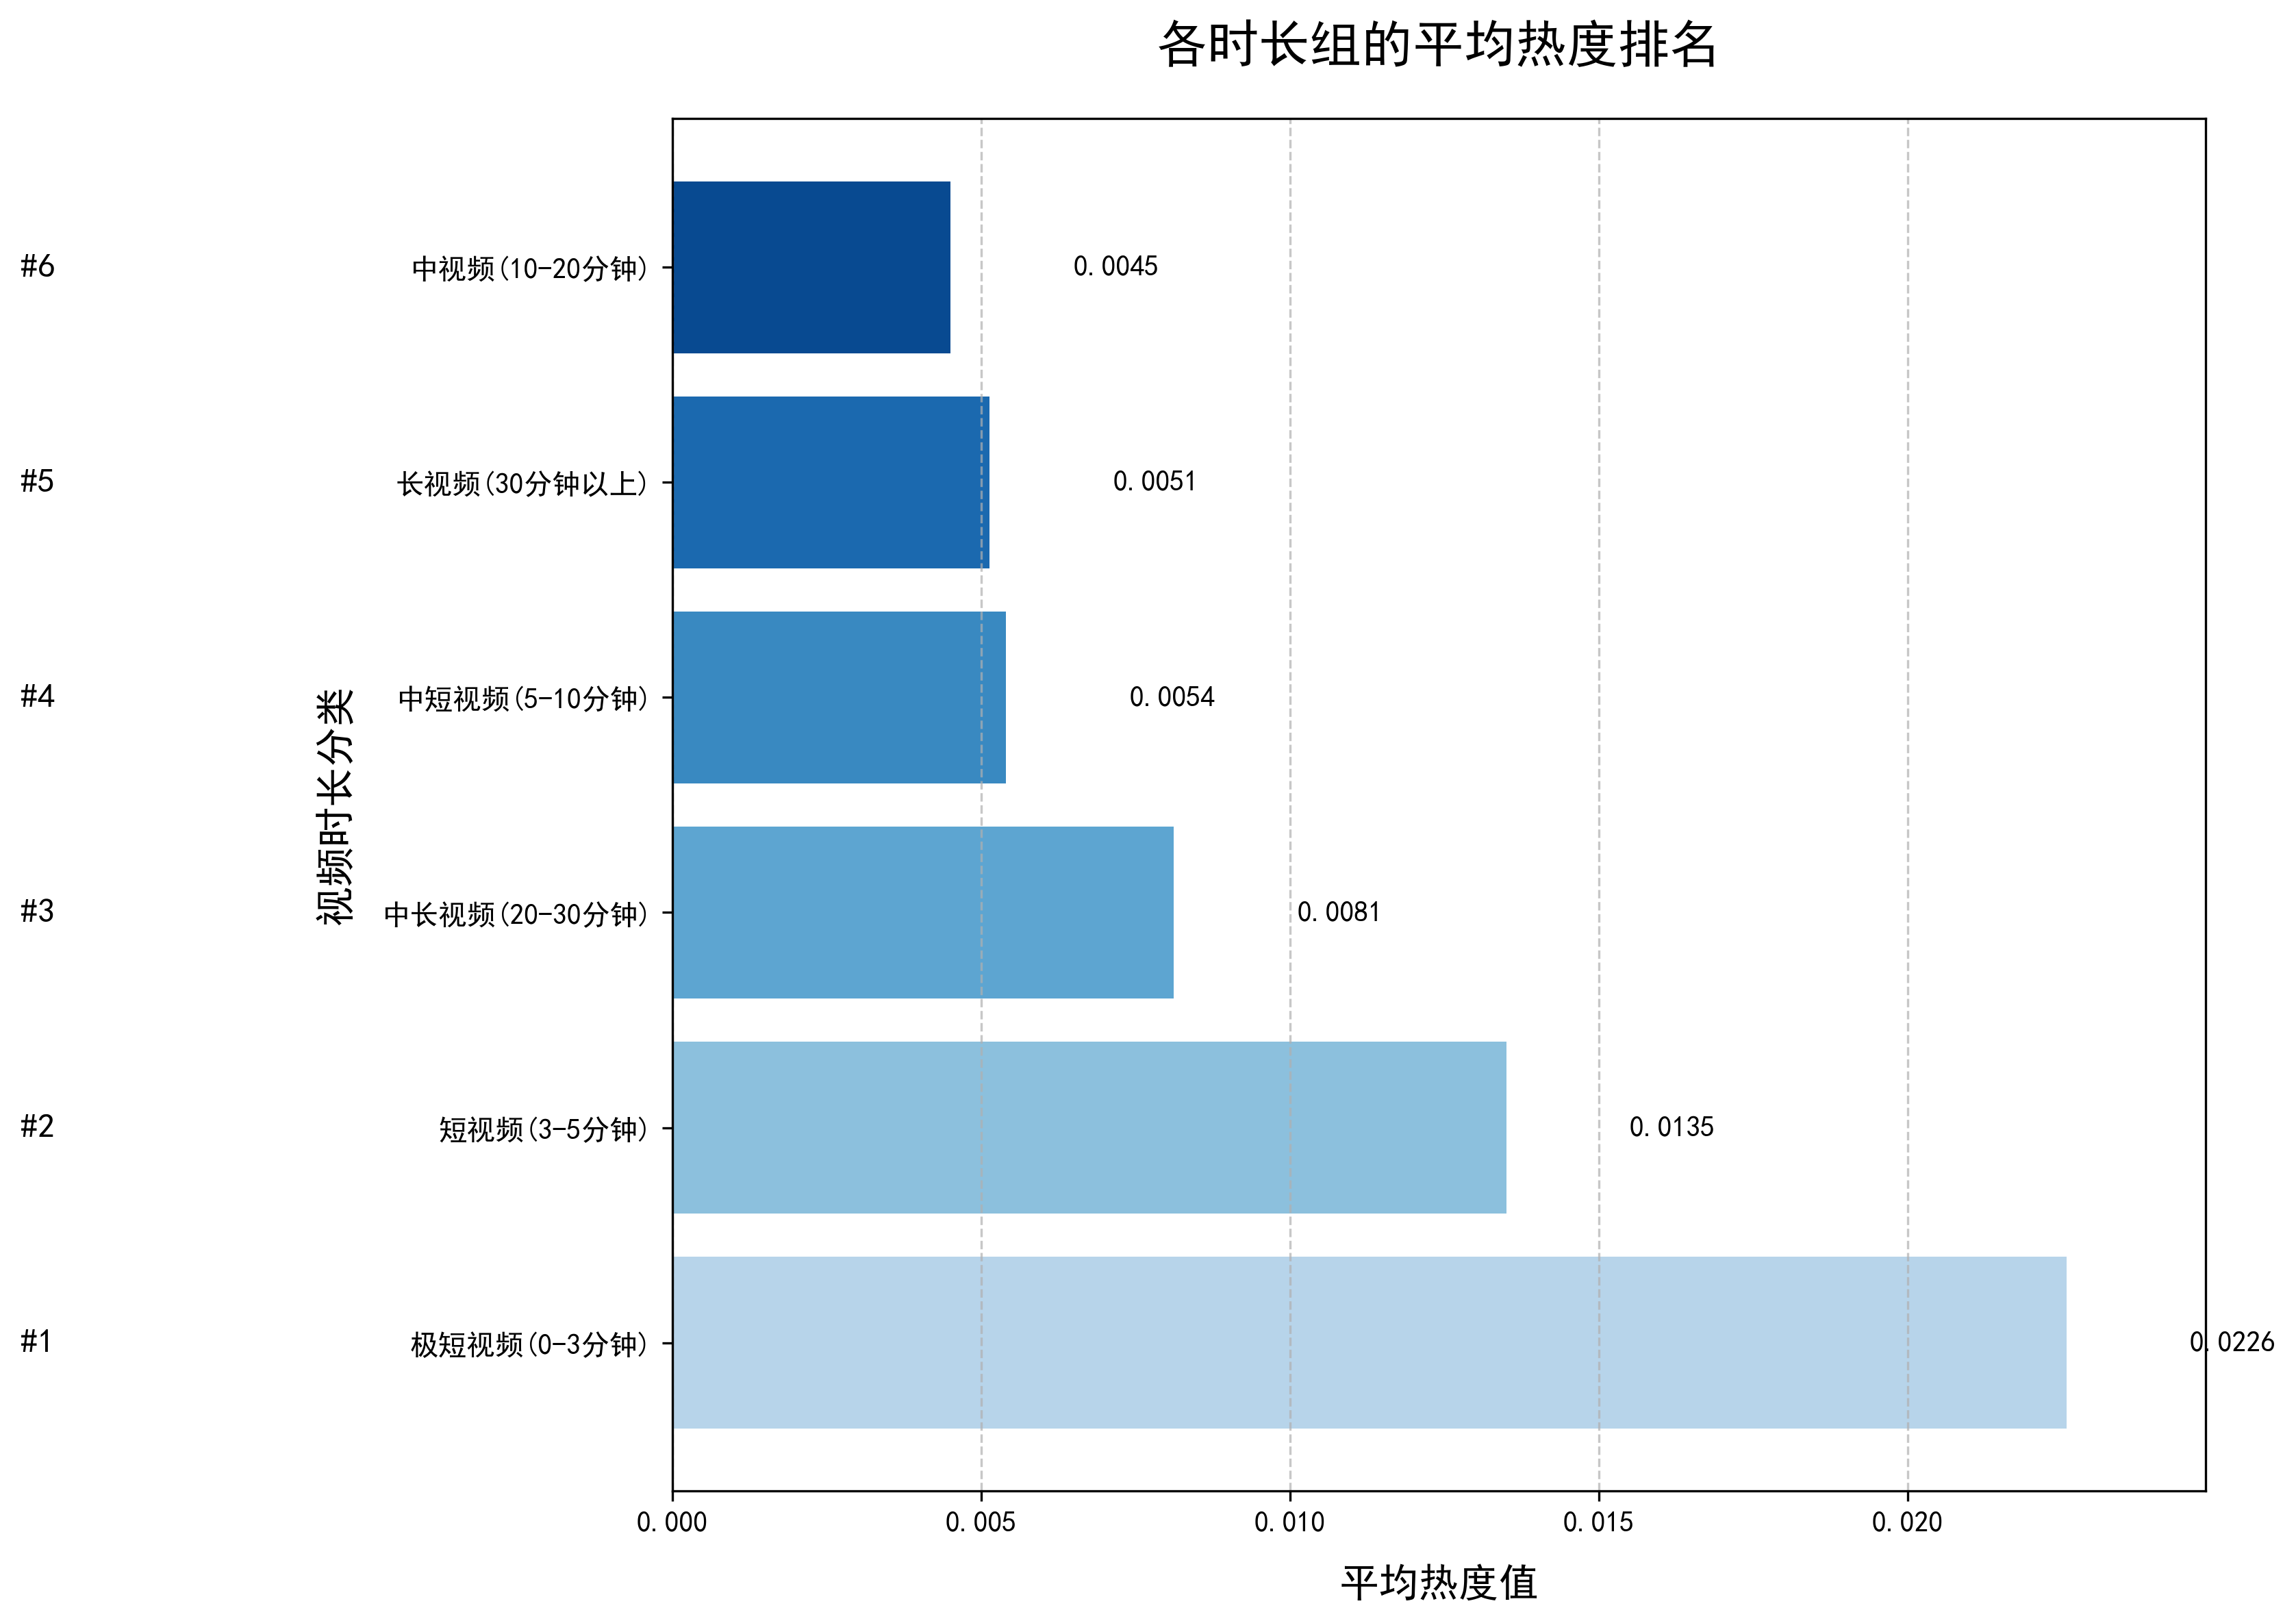 各时长组的平均热度排名
#6 中视频(10-20分钟) 0.0045
#5 长视频(30分钟以上) 0.0051
#4 中短视频(5-10分钟) 0.0054
#3 中长视频(20-30分钟) 0.0081
#2 短视频(3-5分钟) 0.0135
#1 极短视频(0-3分钟) 0.0226
视频时长分类
0.000 0.005 0.010 0.015 0.020
平均热度值